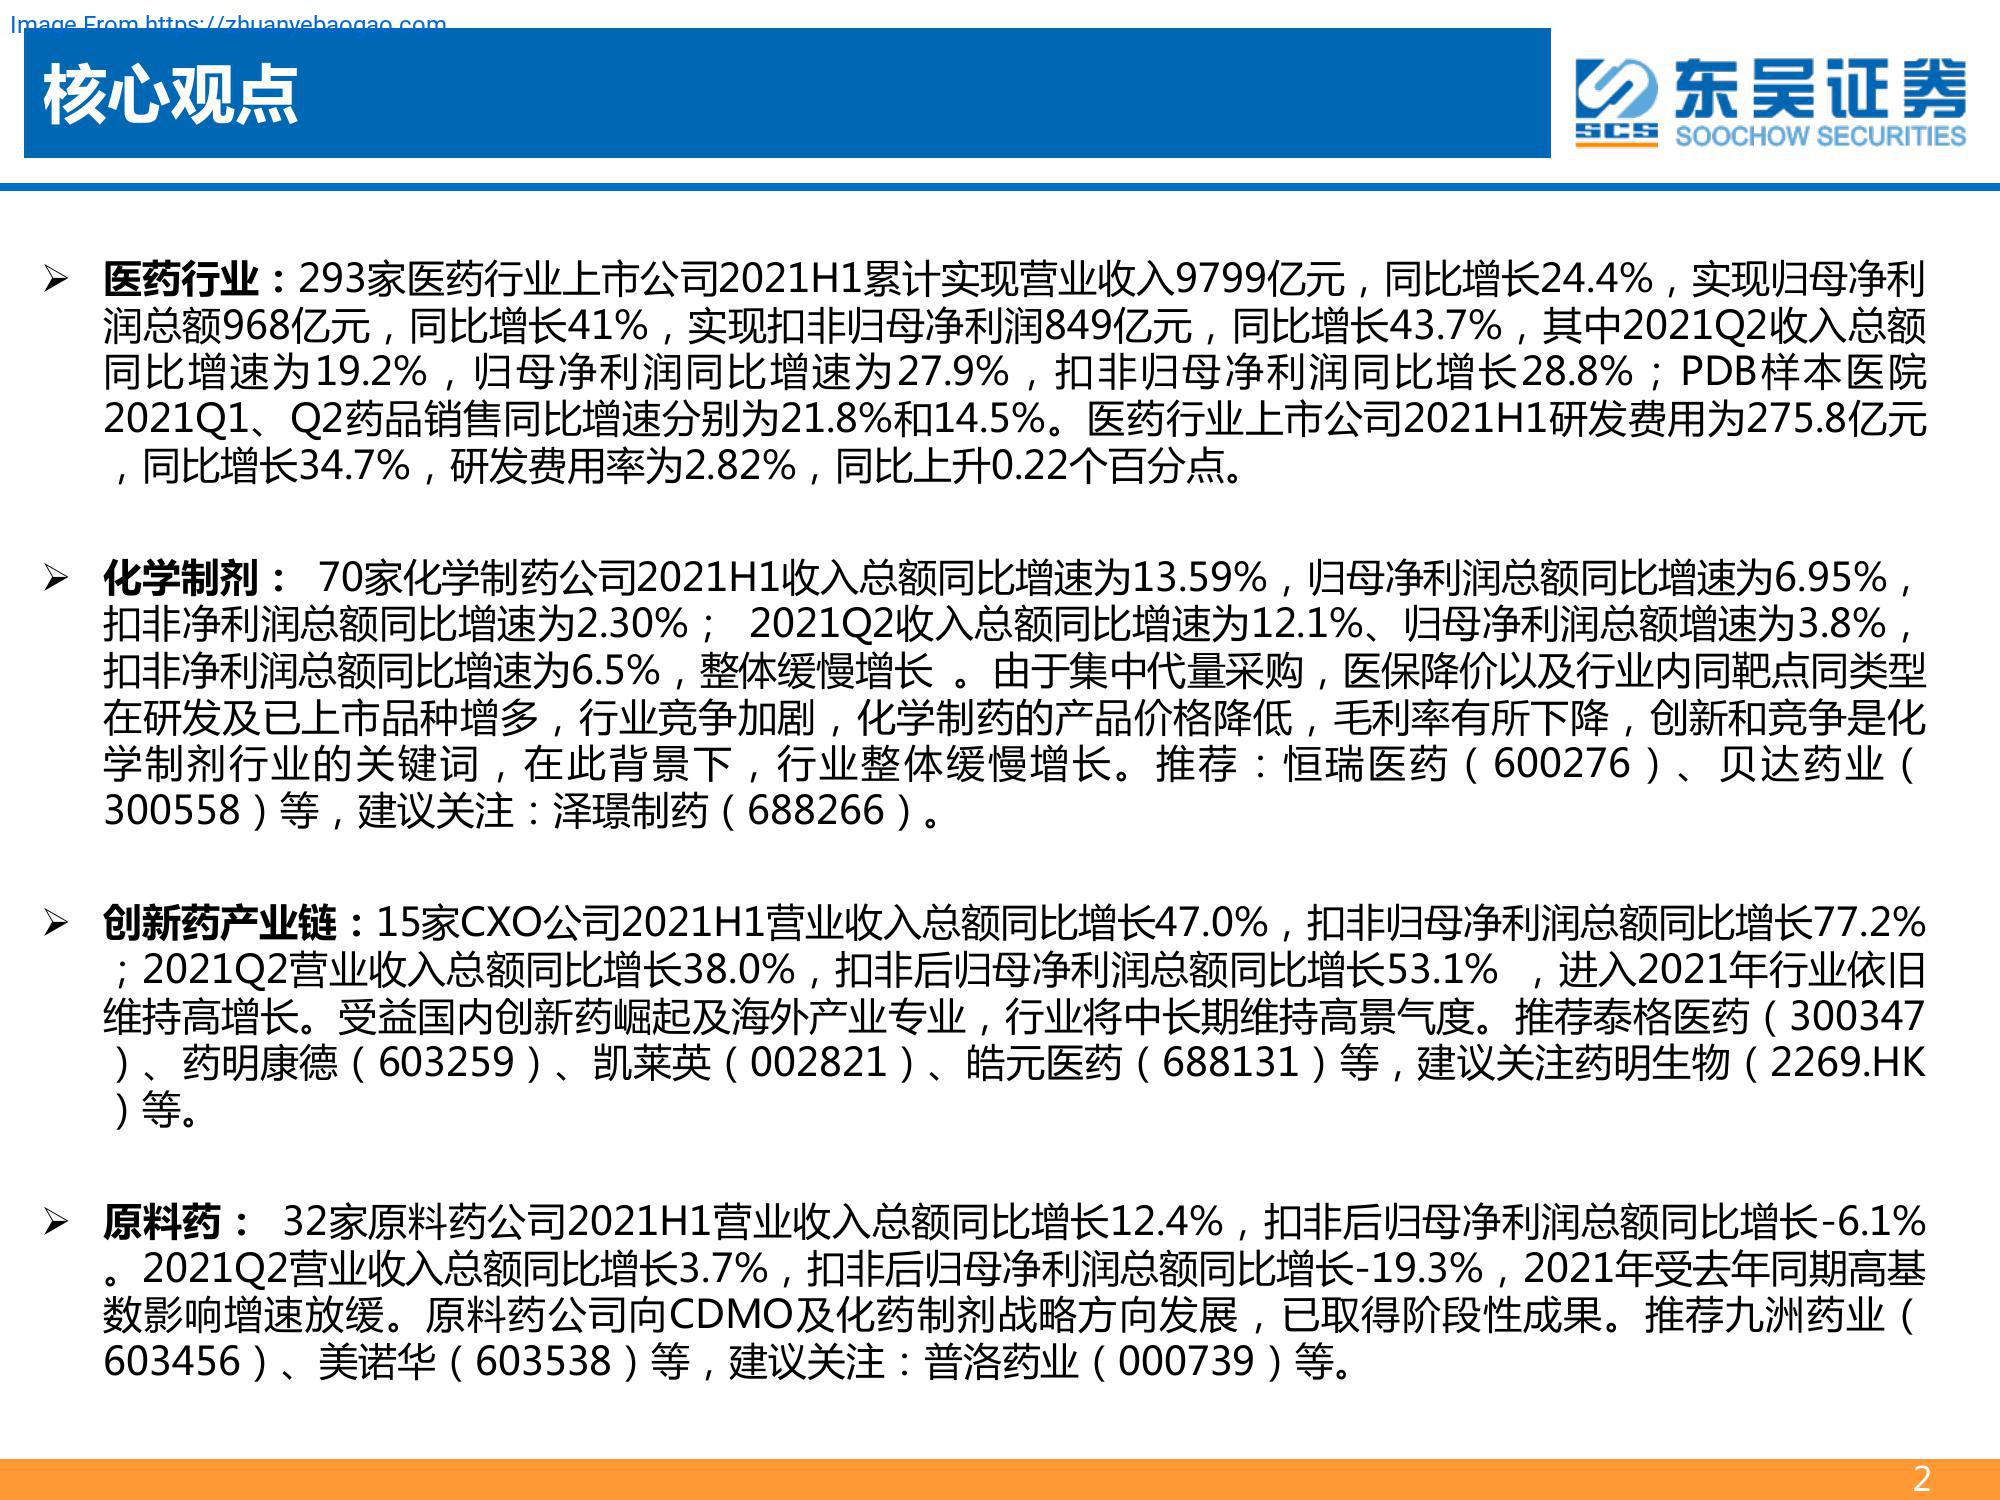 Image From https://zhuanyebaogao.com
核心观点
东吴证券
SCS
SOOCHOW SECURITIES
➢ 医药行业：293家医药行业上市公司2021H1累计实现营业收入9799亿元，同比增长24.4%，实现归母净利
润总额968亿元，同比增长41%，实现扣非归母净利润849亿元，同比增长43.7%，其中2021Q2收入总额
同比增速为19.2%，归母净利润同比增速为27.9%，扣非归母净利润同比增长28.8%；PDB样本医院
2021Q1、Q2药品销售同比增速分别为21.8%和14.5%。医药行业上市公司2021H1研发费用为275.8亿元
，同比增长34.7%，研发费用率为2.82%，同比上升0.22个百分点。
➢ 化学制剂： 70家化学制药公司2021H1收入总额同比增速为13.59%，归母净利润总额同比增速为6.95%，
扣非净利润总额同比增速为2.30%； 2021Q2收入总额同比增速为12.1%、归母净利润总额增速为3.8%，
扣非净利润总额同比增速为6.5%，整体缓慢增长 。由于集中代量采购，医保降价以及行业内同靶点同类型
在研发及已上市品种增多，行业竞争加剧，化学制药的产品价格降低，毛利率有所下降，创新和竞争是化
学制剂行业的关键词，在此背景下，行业整体缓慢增长。推荐：恒瑞医药（600276）、贝达药业（
300558）等，建议关注：泽璟制药（688266）。
➢ 创新药产业链：15家CXO公司2021H1营业收入总额同比增长47.0%，扣非归母净利润总额同比增长77.2%
；2021Q2营业收入总额同比增长38.0%，扣非后归母净利润总额同比增长53.1% ，进入2021年行业依旧
维持高增长。受益国内创新药崛起及海外产业专业，行业将中长期维持高景气度。推荐泰格医药（300347
）、药明康德（603259）、凯莱英（002821）、皓元医药（688131）等，建议关注药明生物（2269.HK
）等。
➢ 原料药： 32家原料药公司2021H1营业收入总额同比增长12.4%，扣非后归母净利润总额同比增长-6.1%
。2021Q2营业收入总额同比增长3.7%，扣非后归母净利润总额同比增长-19.3%，2021年受去年同期高基
数影响增速放缓。原料药公司向CDMO及化药制剂战略方向发展，已取得阶段性成果。推荐九洲药业（
603456）、美诺华（603538）等，建议关注：普洛药业（000739）等。
2